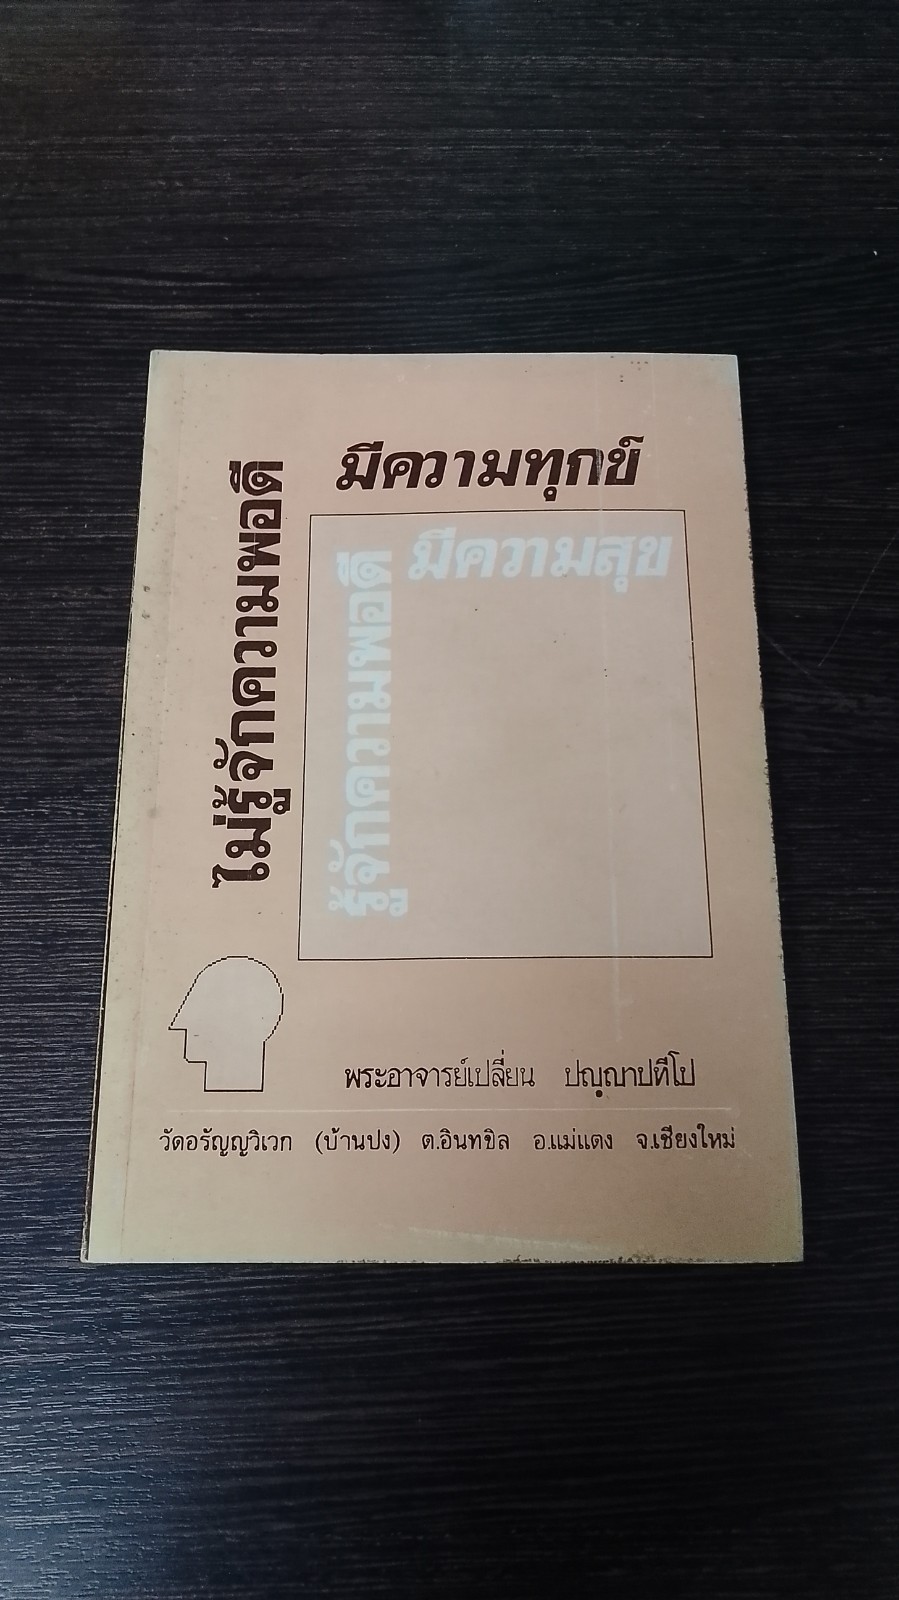 ไม่รู้จักความพอดี
มีความทุกข์
รู้จักความพอดี
มีความสุข
พระอาจารย์เปลี่ยน ปญฺญาปทีโป
วัดอรัญญวิเวก (บ้านปง) ต.อินทขิล อ.แม่แตง จ.เชียงใหม่